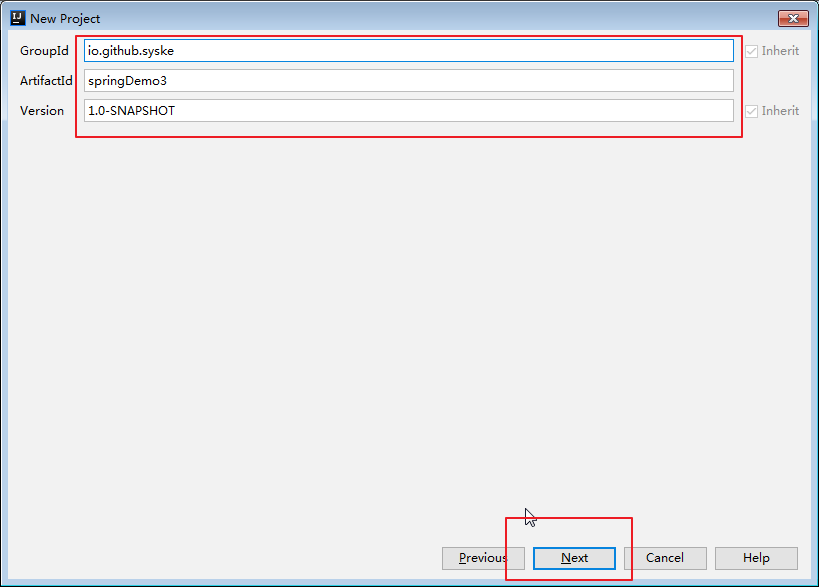 IJ New Project
GroupId io.github.syske Inherit
ArtifactId springDemo3
Version 1.0-SNAPSHOT Inherit
Previous Next Cancel Help